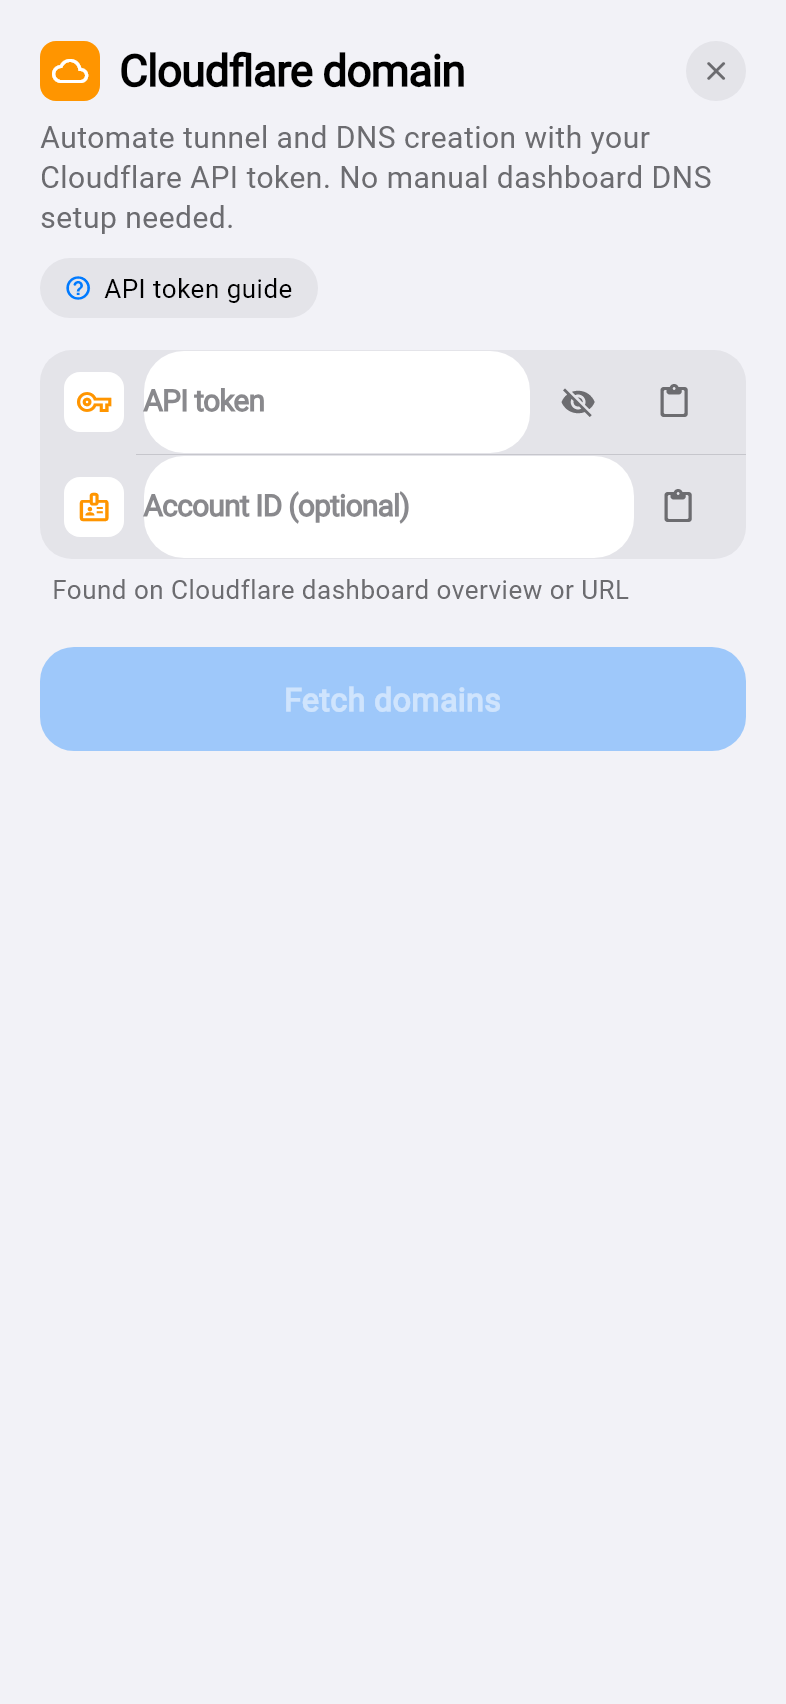 Cloudflare domain
Automate tunnel and DNS creation with your
Cloudflare API token. No manual dashboard DNS
setup needed.
API token guide
API token
Account ID (optional)
Found on Cloudflare dashboard overview or URL
Fetch domains